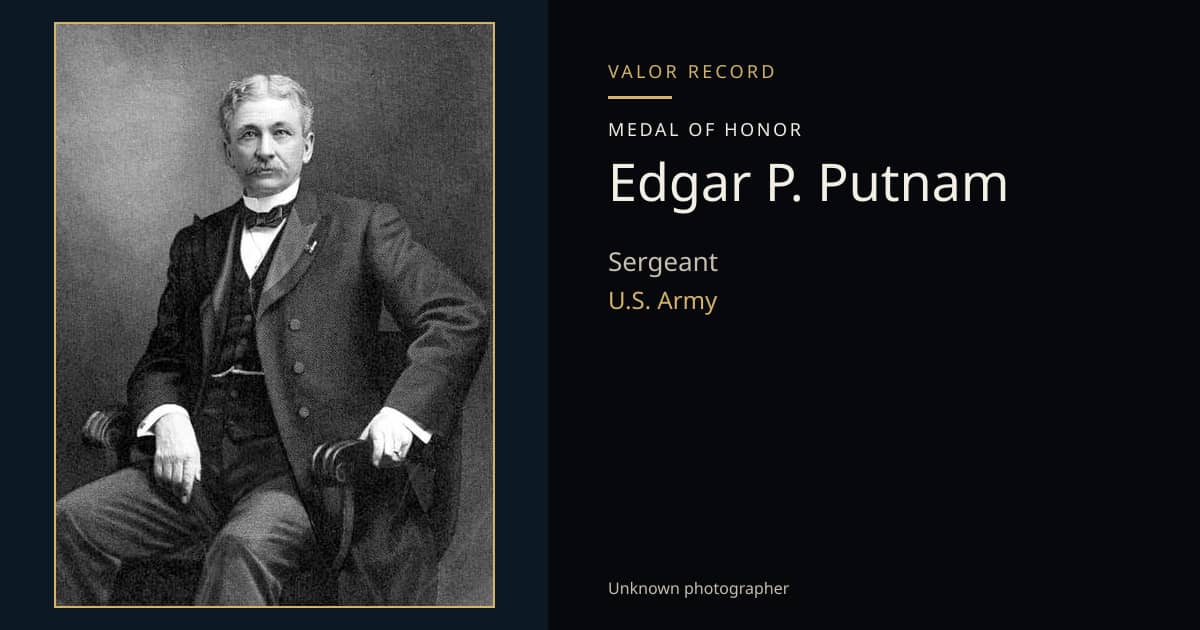 VALOR RECORD
MEDAL OF HONOR
Edgar P. Putnam
Sergeant
U.S. Army
Unknown photographer